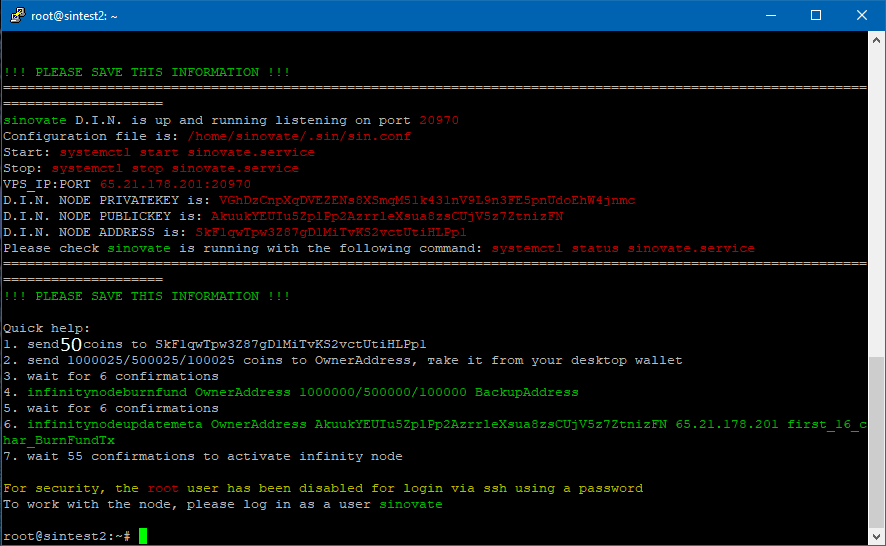 root@sintest2: ~
!!! PLEASE SAVE THIS INFORMATION !!!
============================================================================================================
====================
sinovate D.I.N. is up and running listening on port 20970
Configuration file is: /home/sinovate/.sin/sin.conf
Start: systemctl start sinovate.service
Stop: systemctl stop sinovate.service
VPS_IP:PORT 65.21.178.201:20970
D.I.N. NODE PRIVATEKEY is: VGhDzCnpXqDVEZENs8XSmqM51k431nV9L9n3FE5pnUdoEhW4jnmc
D.I.N. NODE PUBLICKEY is: AkuukYEUIu5ZplPp2AzrrleXsua8zsCUjV5z7ZtnizFN
D.I.N. NODE ADDRESS is: SkF1qwTpw3Z87gD1MiTvKS2vctUtiHLPpl
Please check sinovate is running with the following command: systemctl status sinovate.service
============================================================================================================
====================
!!! PLEASE SAVE THIS INFORMATION !!!
Quick help:
1. send 50 coins to SkF1qwTpw3Z87gD1MiTvKS2vctUtiHLPpl
2. send 1000025/500025/100025 coins to OwnerAddress, take it from your desktop wallet
3. wait for 6 confirmations
4. infinitynodeburnfund OwnerAddress 1000000/500000/100000 BackupAddress
5. wait for 6 confirmations
6. infinitynodeupdatemeta OwnerAddress AkuukYEUIu5ZplPp2AzrrleXsua8zsCUjV5z7ZtnizFN 65.21.178.201 first_16_c
har_BurnFundTx
7. wait 55 confirmations to activate infinity node
For security, the root user has been disabled for login via ssh using a password
To work with the node, please log in as a user sinovate
root@sintest2:~#